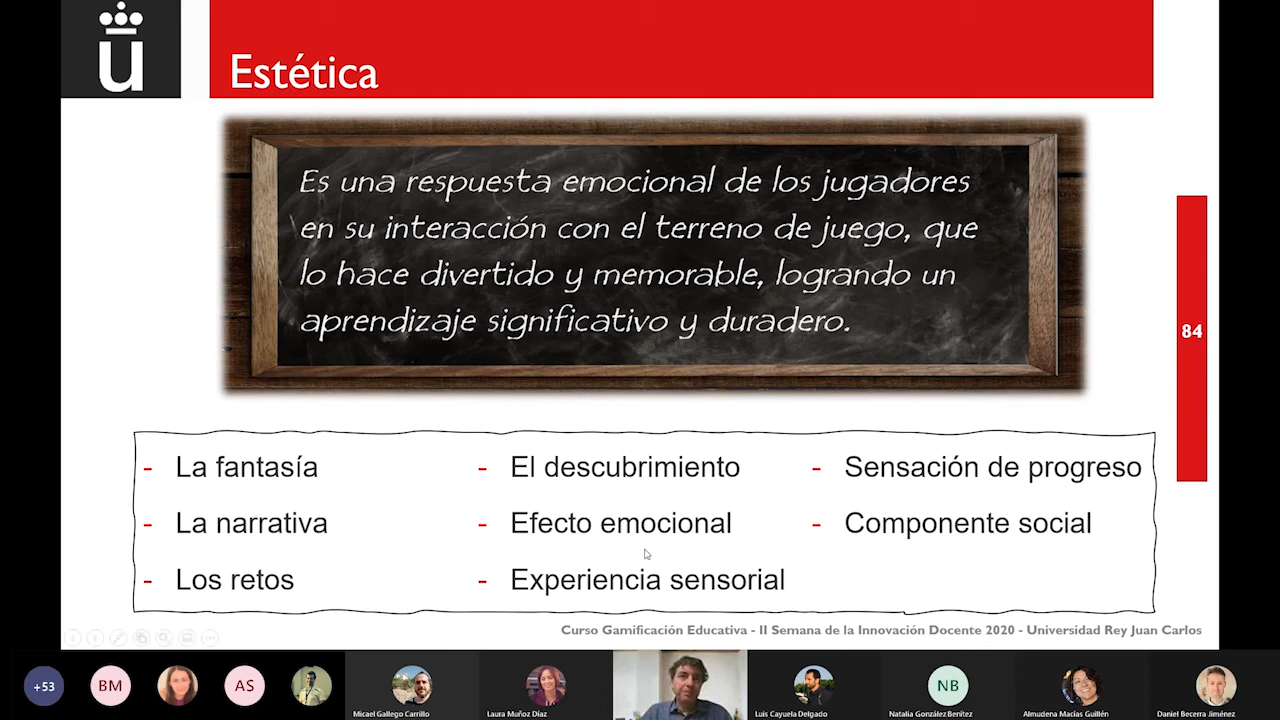 Estética
Es una respuesta emocional de los jugadores
en su interacción con el terreno de juego, que
lo hace divertido y memorable, logrando un
aprendizaje significativo y duradero.
84
- La fantasía
- La narrativa
- Los retos
- El descubrimiento
- Efecto emocional
- Experiencia sensorial
- Sensación de progreso
- Componente social
Curso Gamificación Educativa - II Semana de la Innovación Docente 2020 - Universidad Rey Juan Carlos
+53
BM
AS
Micael Gallego Carrillo
Laura Muñoz Díaz
Luis Cayuela Delgado
NB
Natalia González Benítez
Almudena Macías Guillén
Daniel Becerra Jiménez